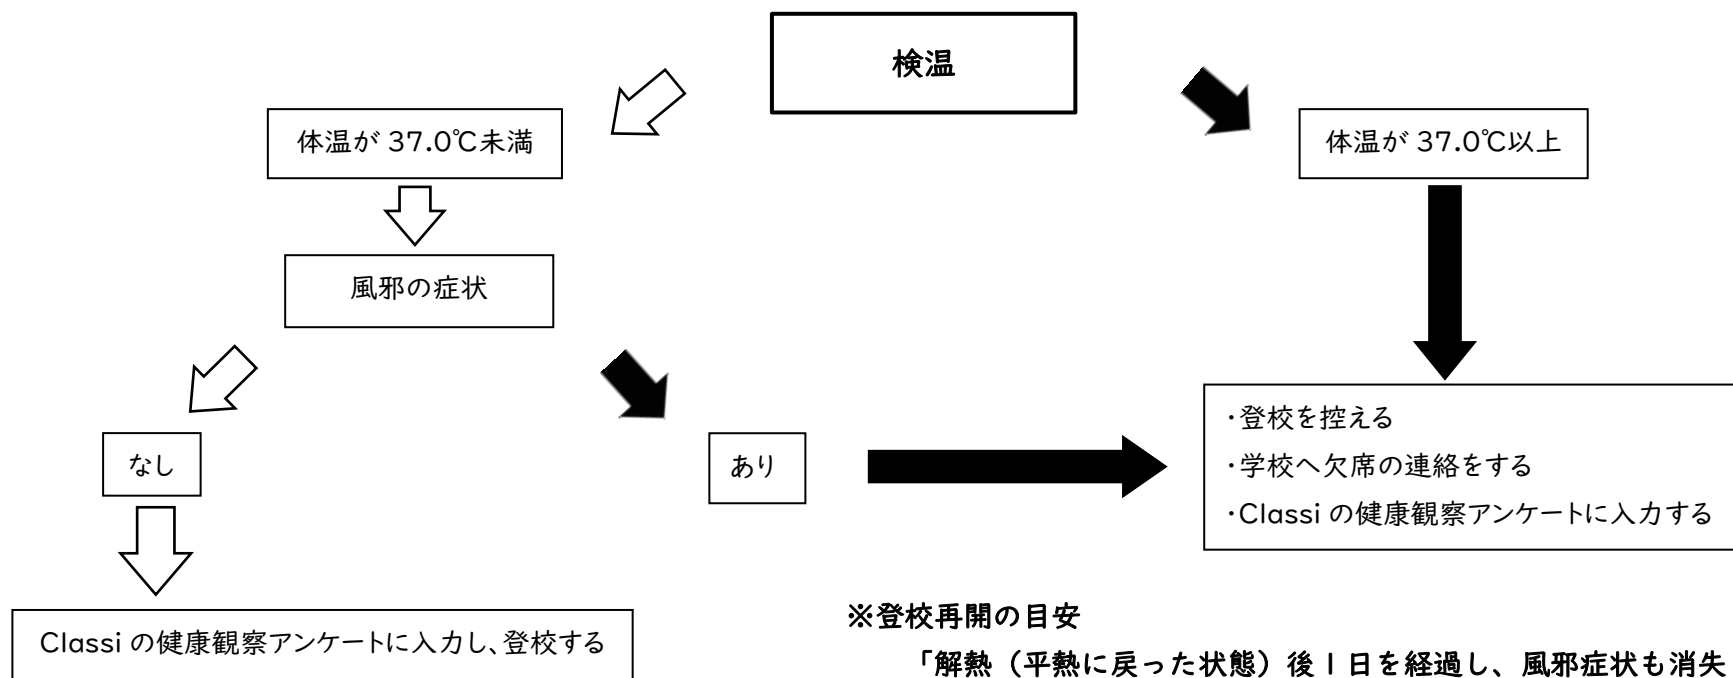 検温
体温が 37.0℃未満
体温が 37.0℃以上
風邪の症状
なし
あり
・登校を控える
・学校へ欠席の連絡をする
・Classi の健康観察アンケートに入力する
Classi の健康観察アンケートに入力し、登校する
※登校再開の目安
「解熱（平熱に戻った状態）後１日を経過し、風邪症状も消失